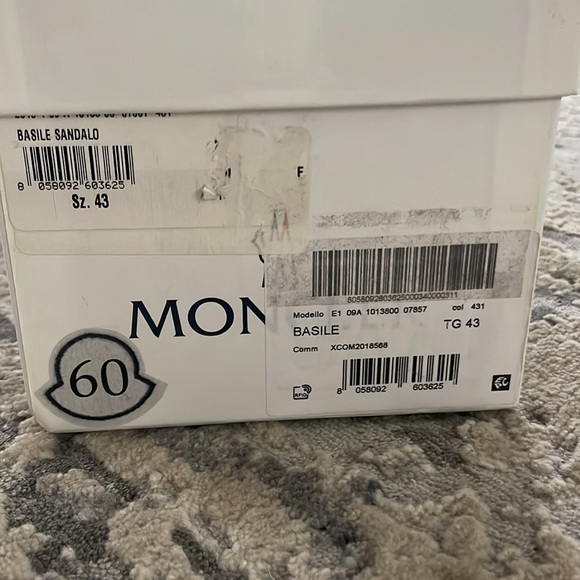 BASILE SANDALO
8 058092 603625
Sz. 43
F
MON
60
8058092603625000340000311
Modello E1 09A 1013800 07857 col 431
BASILE TG 43
Comm XCOM2018568
RFID
8 058092 603625